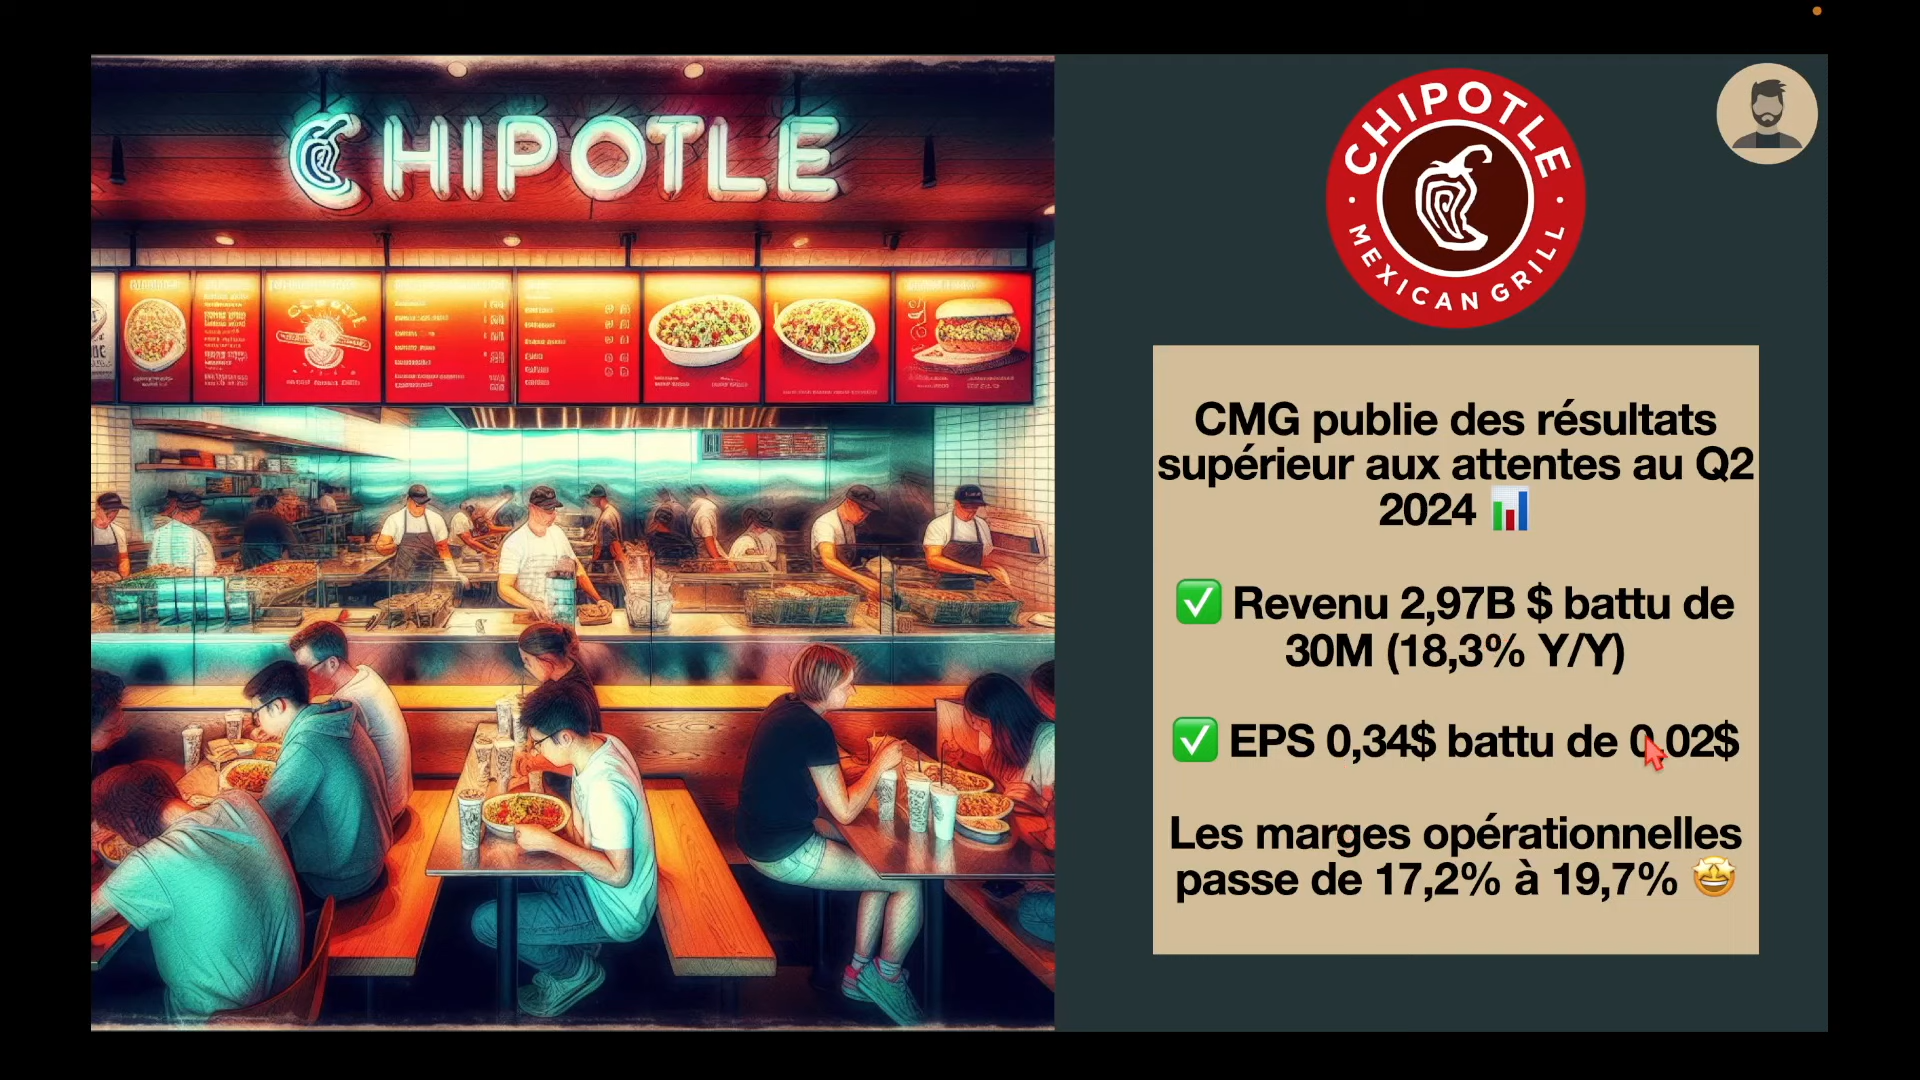 CHIPOTLE
CHIPOTLE
MEXICAN GRILL
CMG publie des résultats
supérieur aux attentes au Q2
2024
Revenu 2,97B $ battu de
30M (18,3% Y/Y)
EPS 0,34$ battu de 0,02$
Les marges opérationnelles
passe de 17,2% à 19,7%